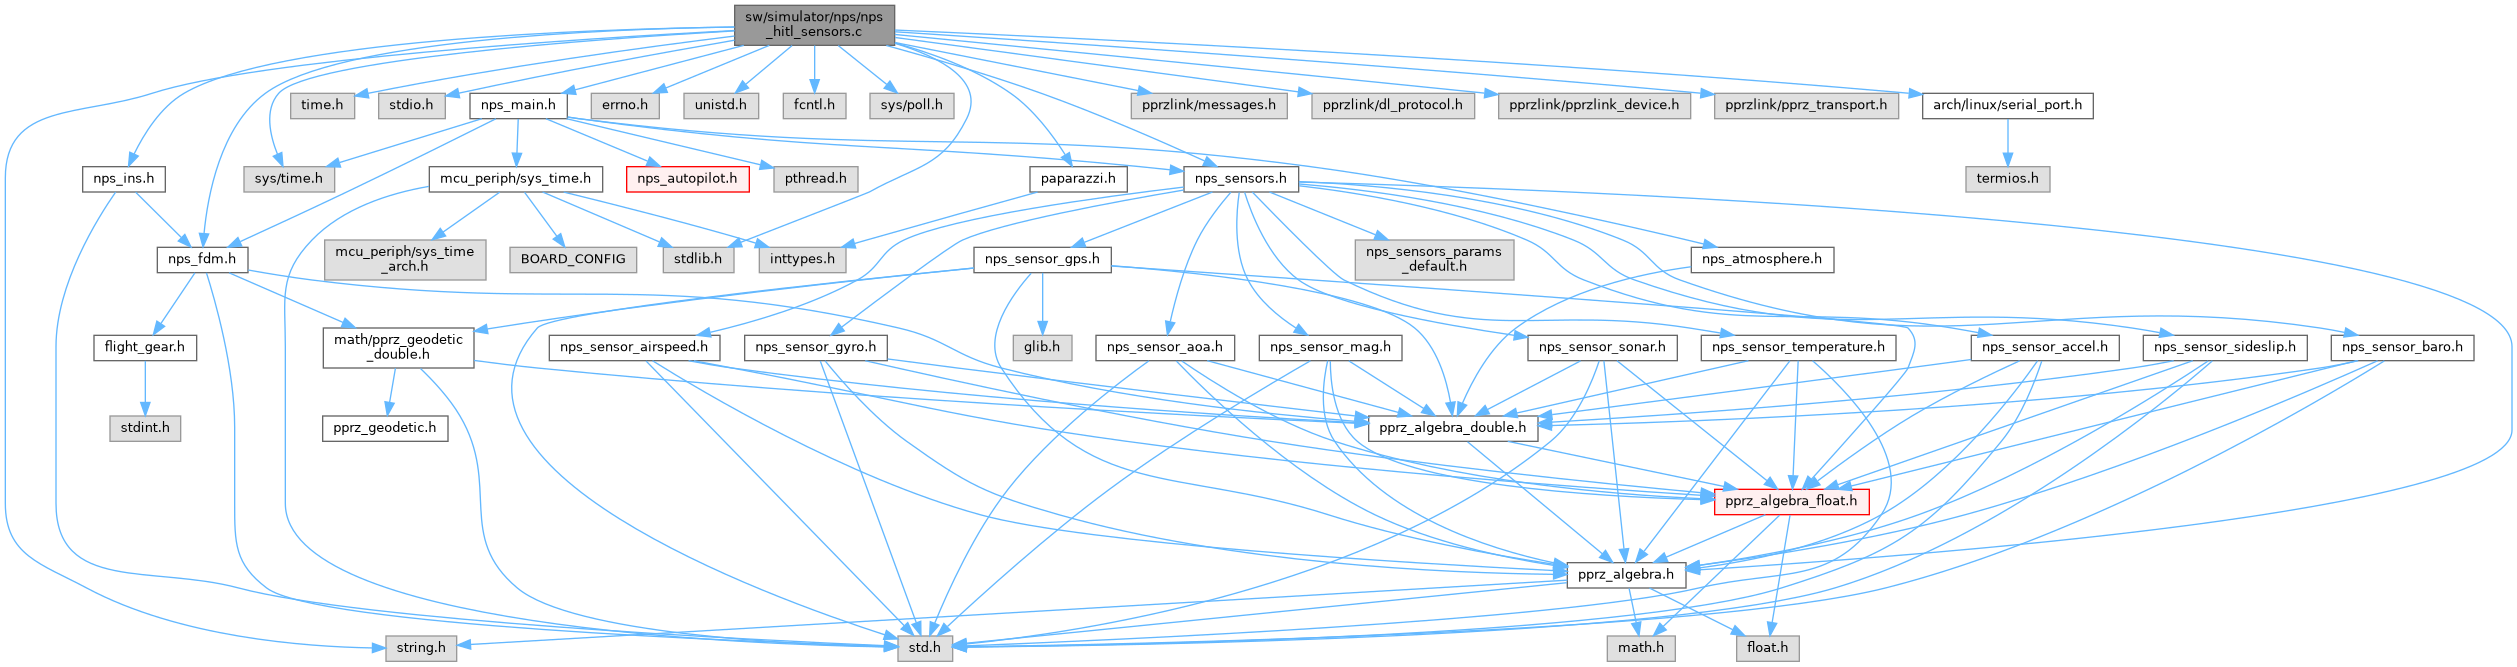 sw/simulator/nps/nps
_hitl_sensors.c
time.h
stdio.h
nps_main.h
errno.h
unistd.h
fcntl.h
sys/poll.h
pprzlink/messages.h
pprzlink/dl_protocol.h
pprzlink/pprzlink_device.h
pprzlink/pprz_transport.h
arch/linux/serial_port.h
nps_ins.h
sys/time.h
mcu_periph/sys_time.h
nps_autopilot.h
pthread.h
paparazzi.h
nps_sensors.h
termios.h
nps_fdm.h
mcu_periph/sys_time
_arch.h
BOARD_CONFIG
stdlib.h
inttypes.h
nps_sensor_gps.h
nps_sensors_params
_default.h
nps_atmosphere.h
flight_gear.h
math/pprz_geodetic
_double.h
nps_sensor_airspeed.h
nps_sensor_gyro.h
glib.h
nps_sensor_aoa.h
nps_sensor_mag.h
nps_sensor_sonar.h
nps_sensor_temperature.h
nps_sensor_accel.h
nps_sensor_sideslip.h
nps_sensor_baro.h
stdint.h
pprz_geodetic.h
pprz_algebra_double.h
pprz_algebra_float.h
pprz_algebra.h
string.h
std.h
math.h
float.h